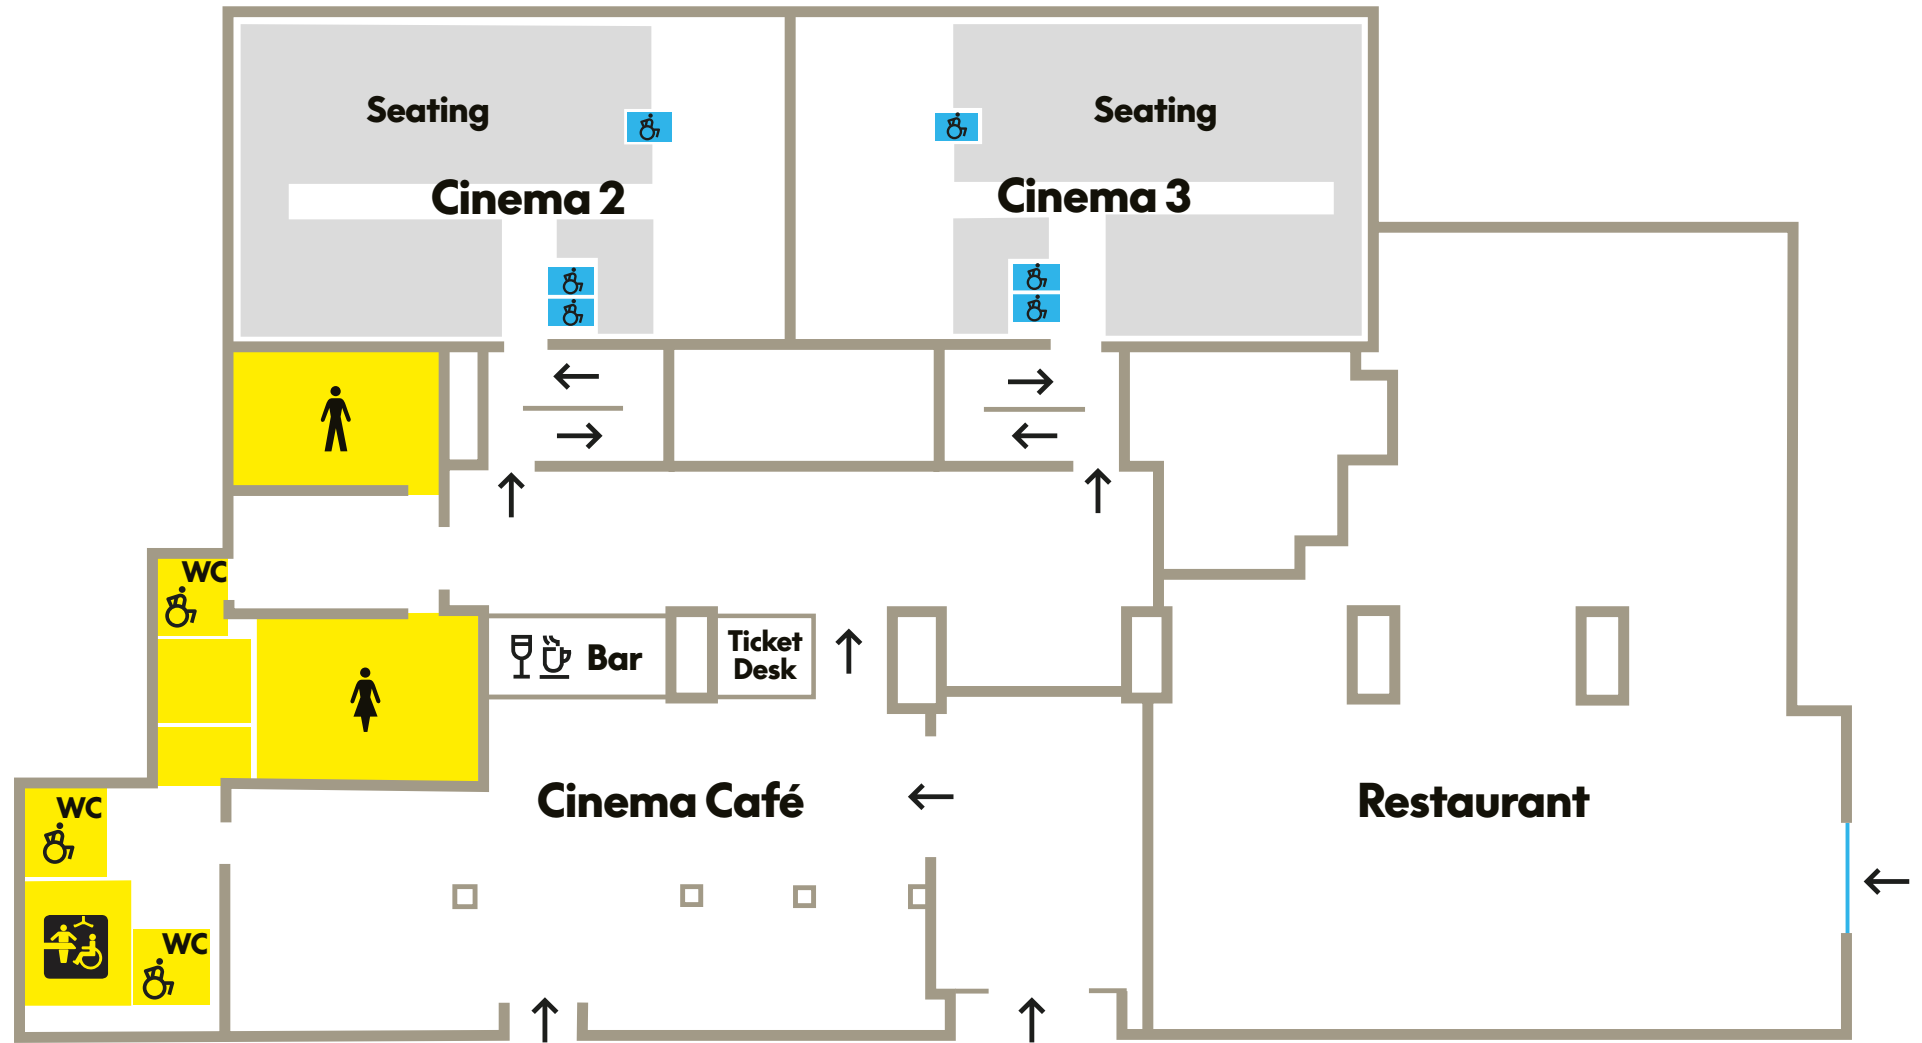 Seating
Seating
Cinema 2
Cinema 3
WC
Bar
Ticket
Desk
Cinema Café
Restaurant
WC
WC